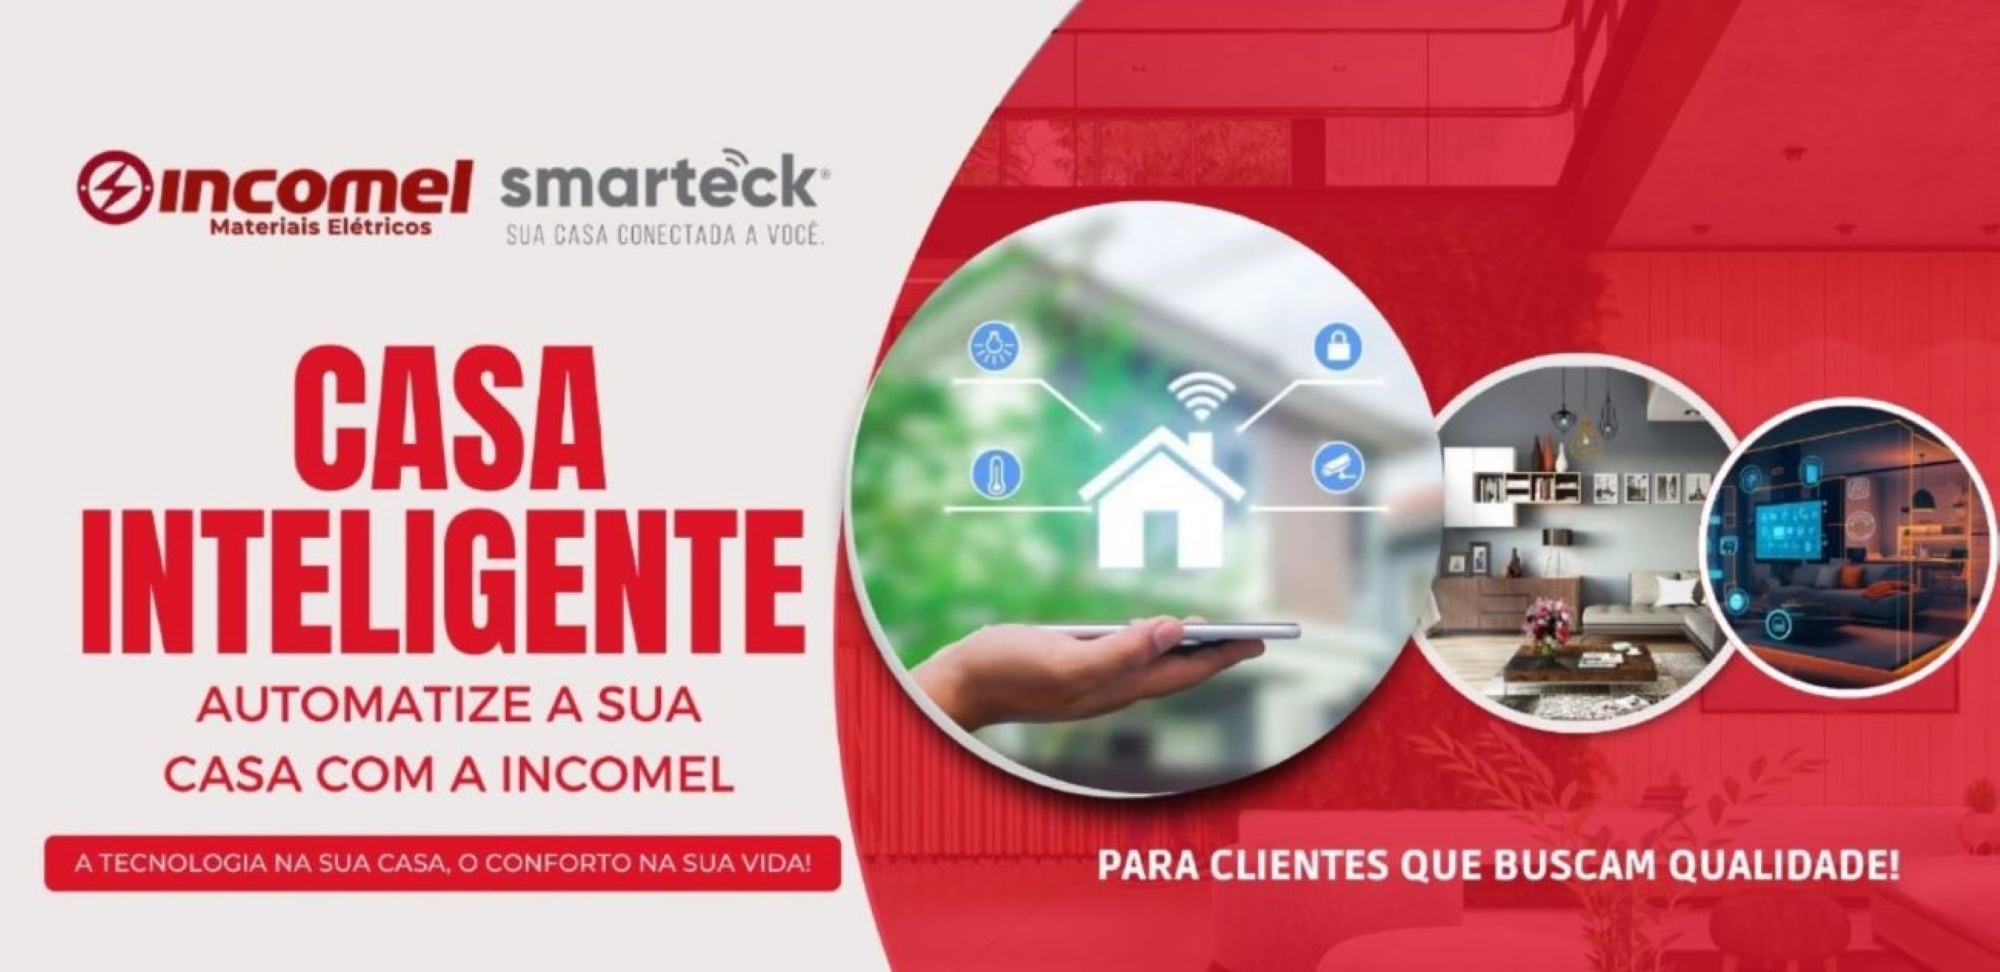 incomel
Materiais Elétricos
smarteck®
SUA CASA CONECTADA A VOCÊ.
CASA
INTELIGENTE
AUTOMATIZE A SUA
CASA COM A INCOMEL
A TECNOLOGIA NA SUA CASA, O CONFORTO NA SUA VIDA!
PARA CLIENTES QUE BUSCAM QUALIDADE!